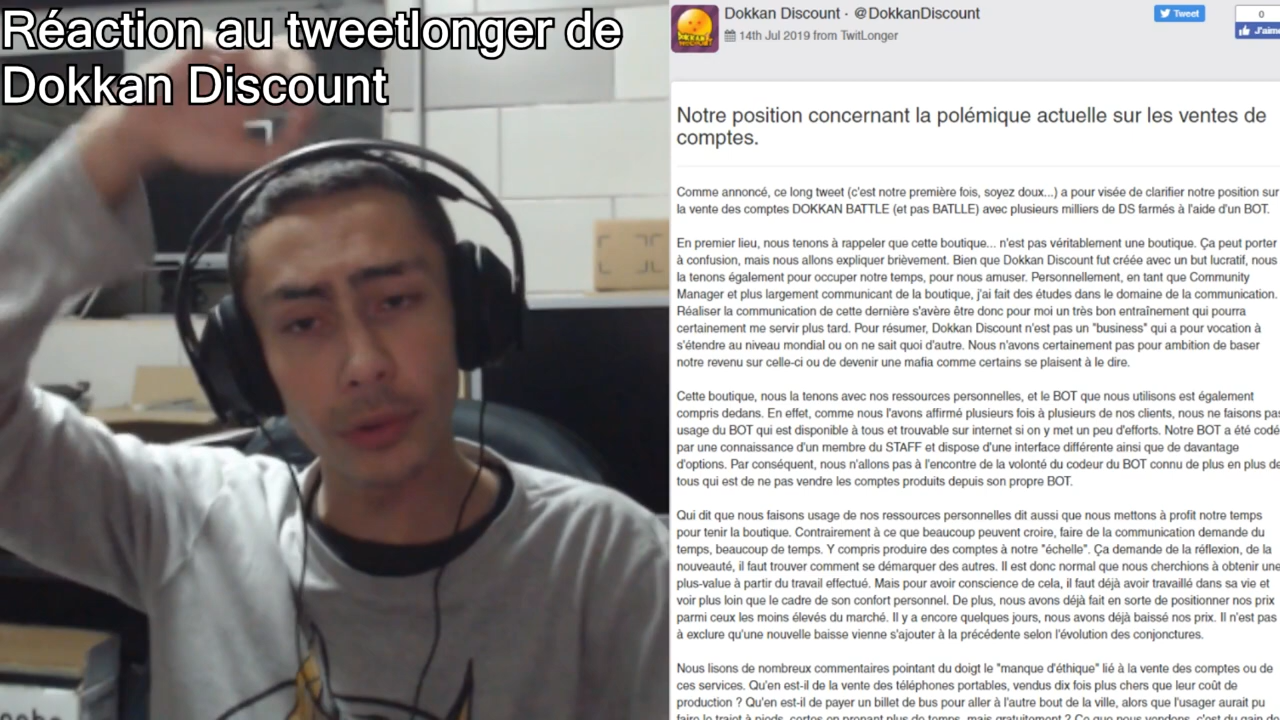 Réaction au tweetlonger de
Dokkan Discount
Dokkan Discount · @DokkanDiscount
14th Jul 2019 from TwitLonger
Tweet
0
J'aime
Notre position concernant la polémique actuelle sur les ventes de
comptes.
Comme annoncé, ce long tweet (c'est notre première fois, soyez doux...) a pour visée de clarifier notre position sur
la vente des comptes DOKKAN BATTLE (et pas BATLLE) avec plusieurs milliers de DS farmés à l'aide d'un BOT.
En premier lieu, nous tenons à rappeler que cette boutique... n'est pas véritablement une boutique. Ça peut porter
à confusion, mais nous allons expliquer brièvement. Bien que Dokkan Discount fut créée avec un but lucratif, nous
la tenons également pour occuper notre temps, pour nous amuser. Personnellement, en tant que Community
Manager et plus largement communicant de la boutique, j'ai fait des études dans le domaine de la communication.
Réaliser la communication de cette dernière s'avère être donc pour moi un très bon entraînement qui pourra
certainement me servir plus tard. Pour résumer, Dokkan Discount n'est pas un "business" qui a pour vocation à
s'étendre au niveau mondial ou on ne sait quoi d'autre. Nous n'avons certainement pas pour ambition de baser
notre revenu sur celle-ci ou de devenir une mafia comme certains se plaisent à le dire.
Cette boutique, nous la tenons avec nos ressources personnelles, et le BOT que nous utilisons est également
compris dedans. En effet, comme nous l'avons affirmé plusieurs fois à plusieurs de nos clients, nous ne faisons pas
usage du BOT qui est disponible à tous et trouvable sur internet si on y met un peu d'efforts. Notre BOT a été codé
par une connaissance d'un membre du STAFF et dispose d'une interface différente ainsi que de davantage
d'options. Par conséquent, nous n'allons pas à l'encontre de la volonté du codeur du BOT connu de plus en plus de
tous qui est de ne pas vendre les comptes produits depuis son propre BOT.
Qui dit que nous faisons usage de nos ressources personnelles dit aussi que nous mettons à profit notre temps
pour tenir la boutique. Contrairement à ce que beaucoup peuvent croire, faire de la communication demande du
temps, beaucoup de temps. Y compris produire des comptes à notre "échelle". Ça demande de la réflexion, de la
nouveauté, il faut trouver comment se démarquer des autres. Il est donc normal que nous cherchions à obtenir une
plus-value à partir du travail effectué. Mais pour avoir conscience de cela, il faut déjà avoir travaillé dans sa vie et
voir plus loin que le cadre de son confort personnel. De plus, nous avons déjà fait en sorte de positionner nos prix
parmi ceux les moins élevés du marché. Il y a encore quelques jours, nous avons déjà baissé nos prix. Il n'est pas
à exclure qu'une nouvelle baisse vienne s'ajouter à la précédente selon l'évolution des conjonctures.
Nous lisons de nombreux commentaires pointant du doigt le "manque d'éthique" lié à la vente des comptes ou de
ces services. Qu'en est-il de la vente des téléphones portables, vendus dix fois plus chers que leur coût de
production ? Qu'en est-il de payer un billet de bus pour aller à l'autre bout de la ville, alors que l'usager aurait pu
faire le trajet à pieds, certes en prenant plus de temps, mais gratuitement ? Ce que nous vendons, c'est du gain de